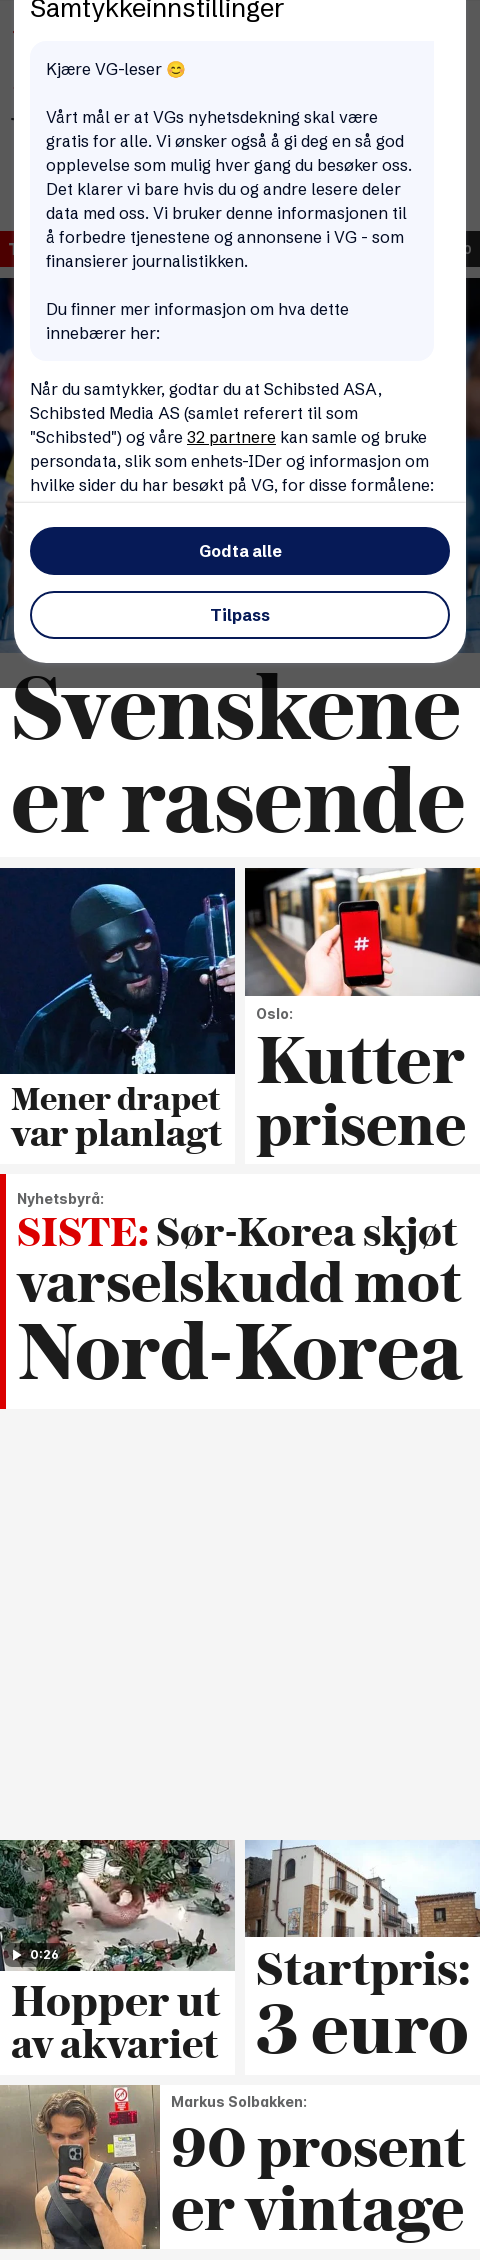 Samtykkeinnstillinger
Kjære VG-leser 😊
Vårt mål er at VGs nyhetsdekning skal være
gratis for alle. Vi ønsker også å gi deg en så god
opplevelse som mulig hver gang du besøker oss.
Det klarer vi bare hvis du og andre lesere deler
data med oss. Vi bruker denne informasjonen til
å forbedre tjenestene og annonsene i VG - som
finansierer journalistikken.
Du finner mer informasjon om hva dette
innebærer her:
Når du samtykker, godtar du at Schibsted ASA,
Schibsted Media AS (samlet referert til som
"Schibsted") og våre 32 partnere kan samle og bruke
persondata, slik som enhets-IDer og informasjon om
hvilke sider du har besøkt på VG, for disse formålene:
Godta alle
Tilpass
Svenskene
er rasende
Mener drapet
var planlagt
#
Oslo:
Kutter
prisene
Nyhetsbyrå:
SISTE: Sør-Korea skjøt
varselskudd mot
Nord-Korea
0:26
Hopper ut
av akvariet
Startpris:
3 euro
Markus Solbakken:
90 prosent
er vintage